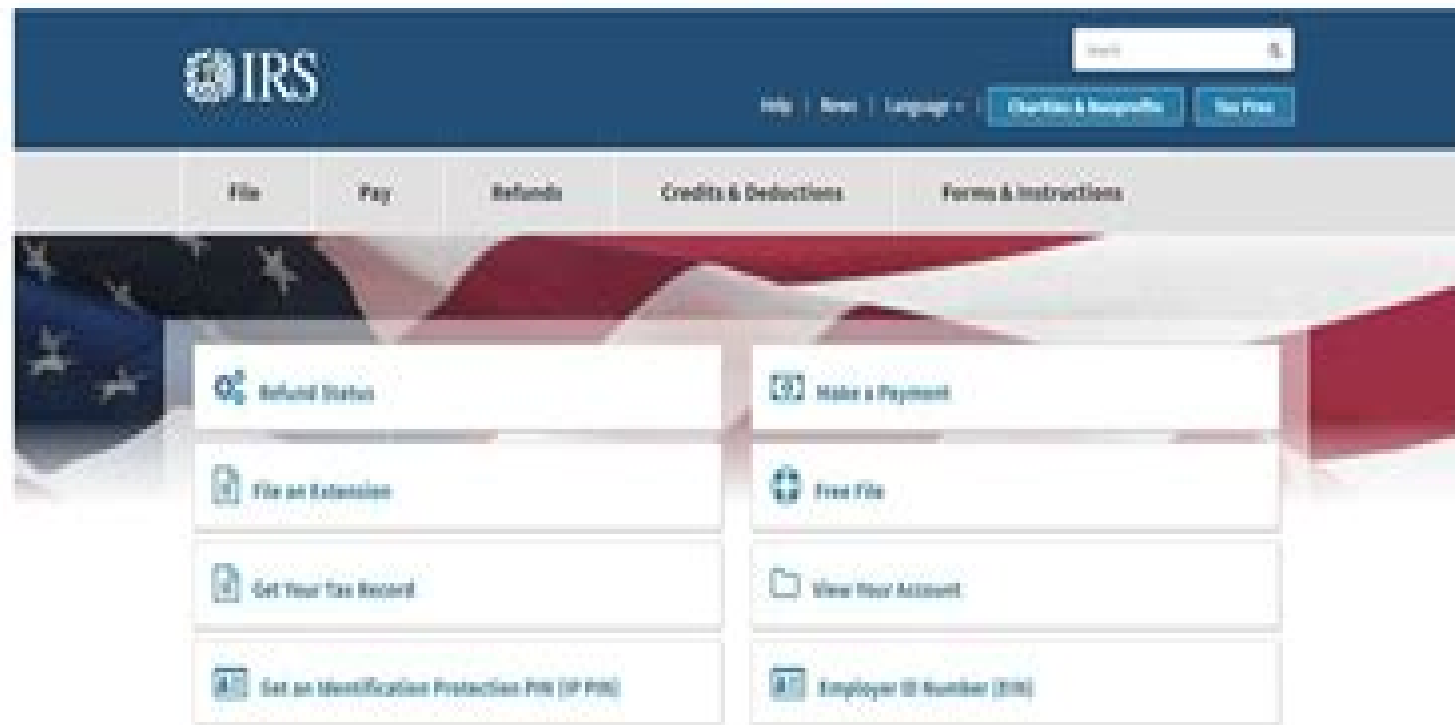 IRS
Search
Help | News | Language | Charities & Nonprofits | Tax Pros
File Pay Refunds Credits & Deductions Forms & Instructions
Refund Status
Make a Payment
File an Extension
Free File
Get Your Tax Record
View Your Account
Get an Identification Protection PIN (IP PIN)
Employer ID Number (EIN)